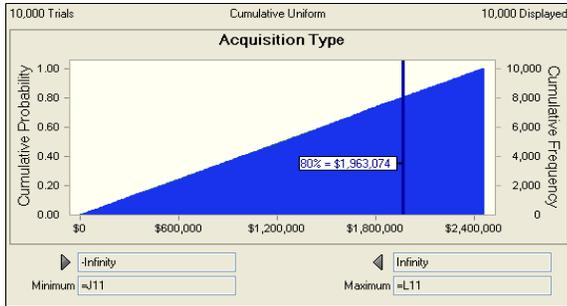 10,000 Trials Cumulative Uniform 10,000 Displayed
Acquisition Type
Cumulative Probability
1.00
0.80
0.60
0.40
0.20
0.00
80% = $1,963,074
10,000
8,000
6,000
4,000
2,000
0
Cumulative Frequency
$0 $600,000 $1,200,000 $1,800,000 $2,400,000
-Infinity Infinity
Minimum =J11 Maximum =L11